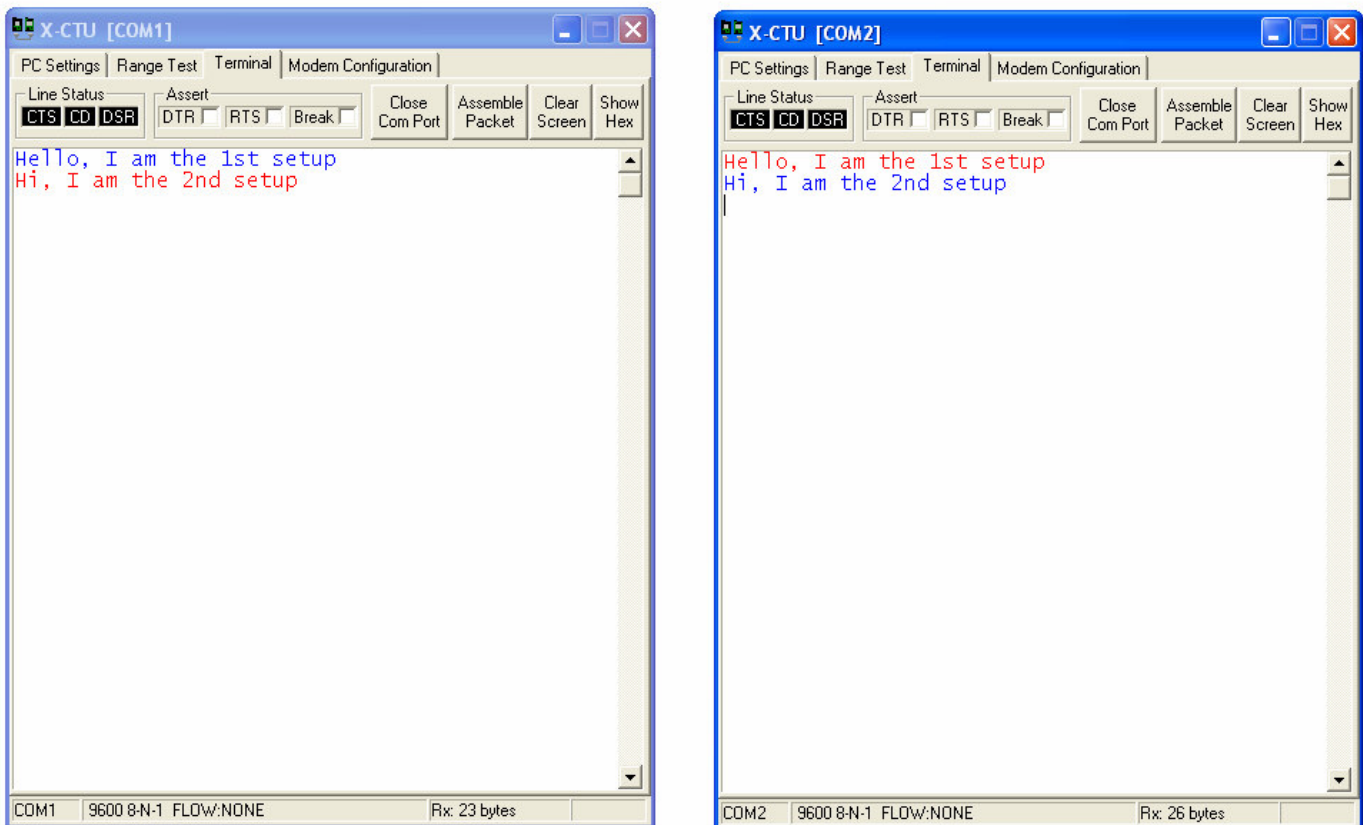 X-CTU [COM1]
PC Settings Range Test Terminal Modem Configuration
Line Status Assert
CTS CD DSR DTR RTS Break
Close Com Port
Assemble Packet
Clear Screen
Show Hex
Hello, I am the 1st setup
Hi, I am the 2nd setup
COM1 9600 8-N-1 FLOW:NONE Rx: 23 bytes
X-CTU [COM2]
PC Settings Range Test Terminal Modem Configuration
Line Status Assert
CTS CD DSR DTR RTS Break
Close Com Port
Assemble Packet
Clear Screen
Show Hex
Hello, I am the 1st setup
Hi, I am the 2nd setup
COM2 9600 8-N-1 FLOW:NONE Rx: 26 bytes